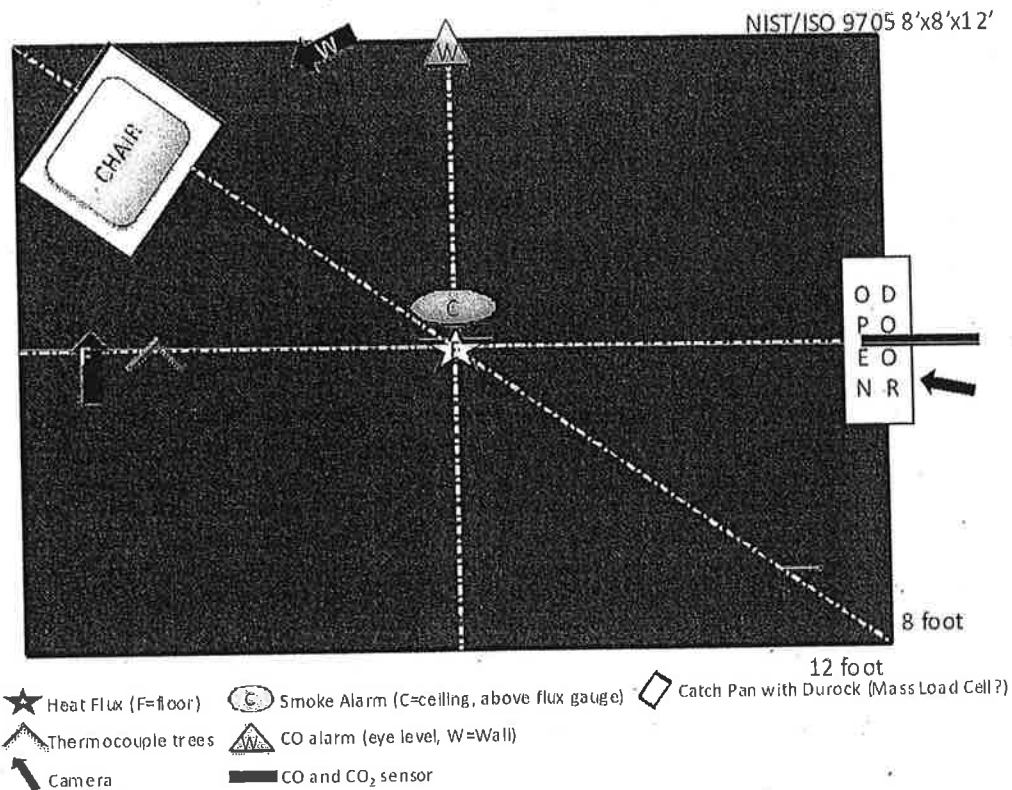 NIST/ISO 9705 8'x8'x12'
W
W
CHAIR
C
F
F
OPEN
DOOR
8 foot
12 foot
Heat Flux (F=floor)
C
Smoke Alarm (C=ceiling, above flux gauge)
Catch Pan with Durock (Mass Load Cell?)
Thermocouple trees
W
CO alarm (eye level, W=Wall)
Camera
CO and CO₂ sensor